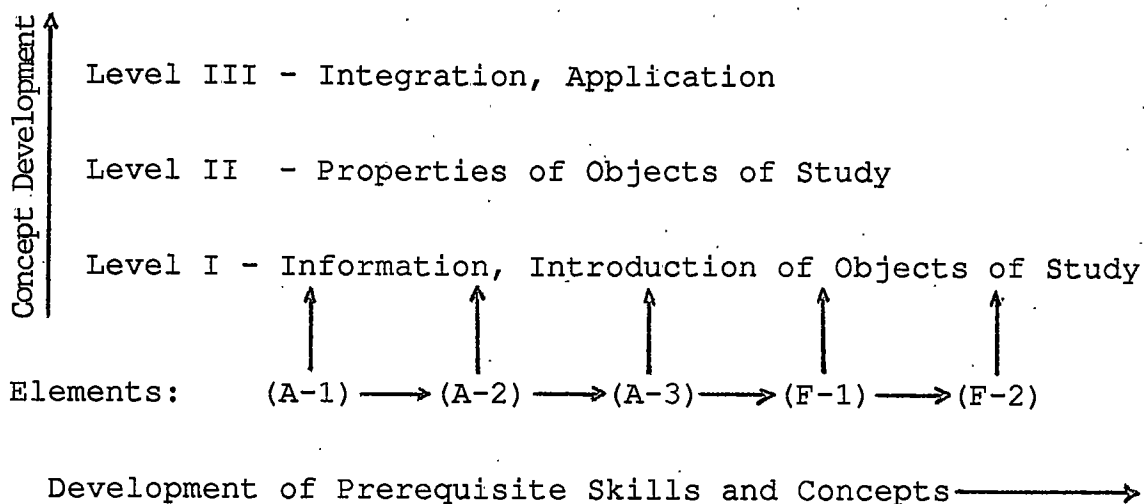 Concept Development
Level III - Integration, Application
Level II - Properties of Objects of Study
Level I - Information, Introduction of Objects of Study
Elements: (A-1) (A-2) (A-3) (F-1) (F-2)
Development of Prerequisite Skills and Concepts